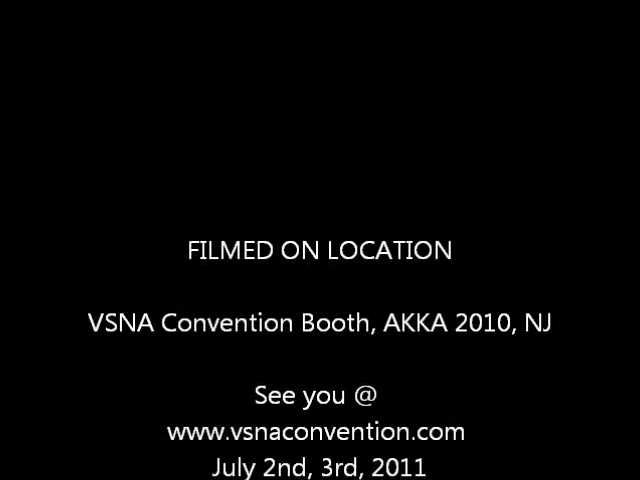 FILMED ON LOCATION
VSNA Convention Booth, AKKA 2010, NJ
See you @
www.vsnaconvention.com
July 2nd, 3rd, 2011